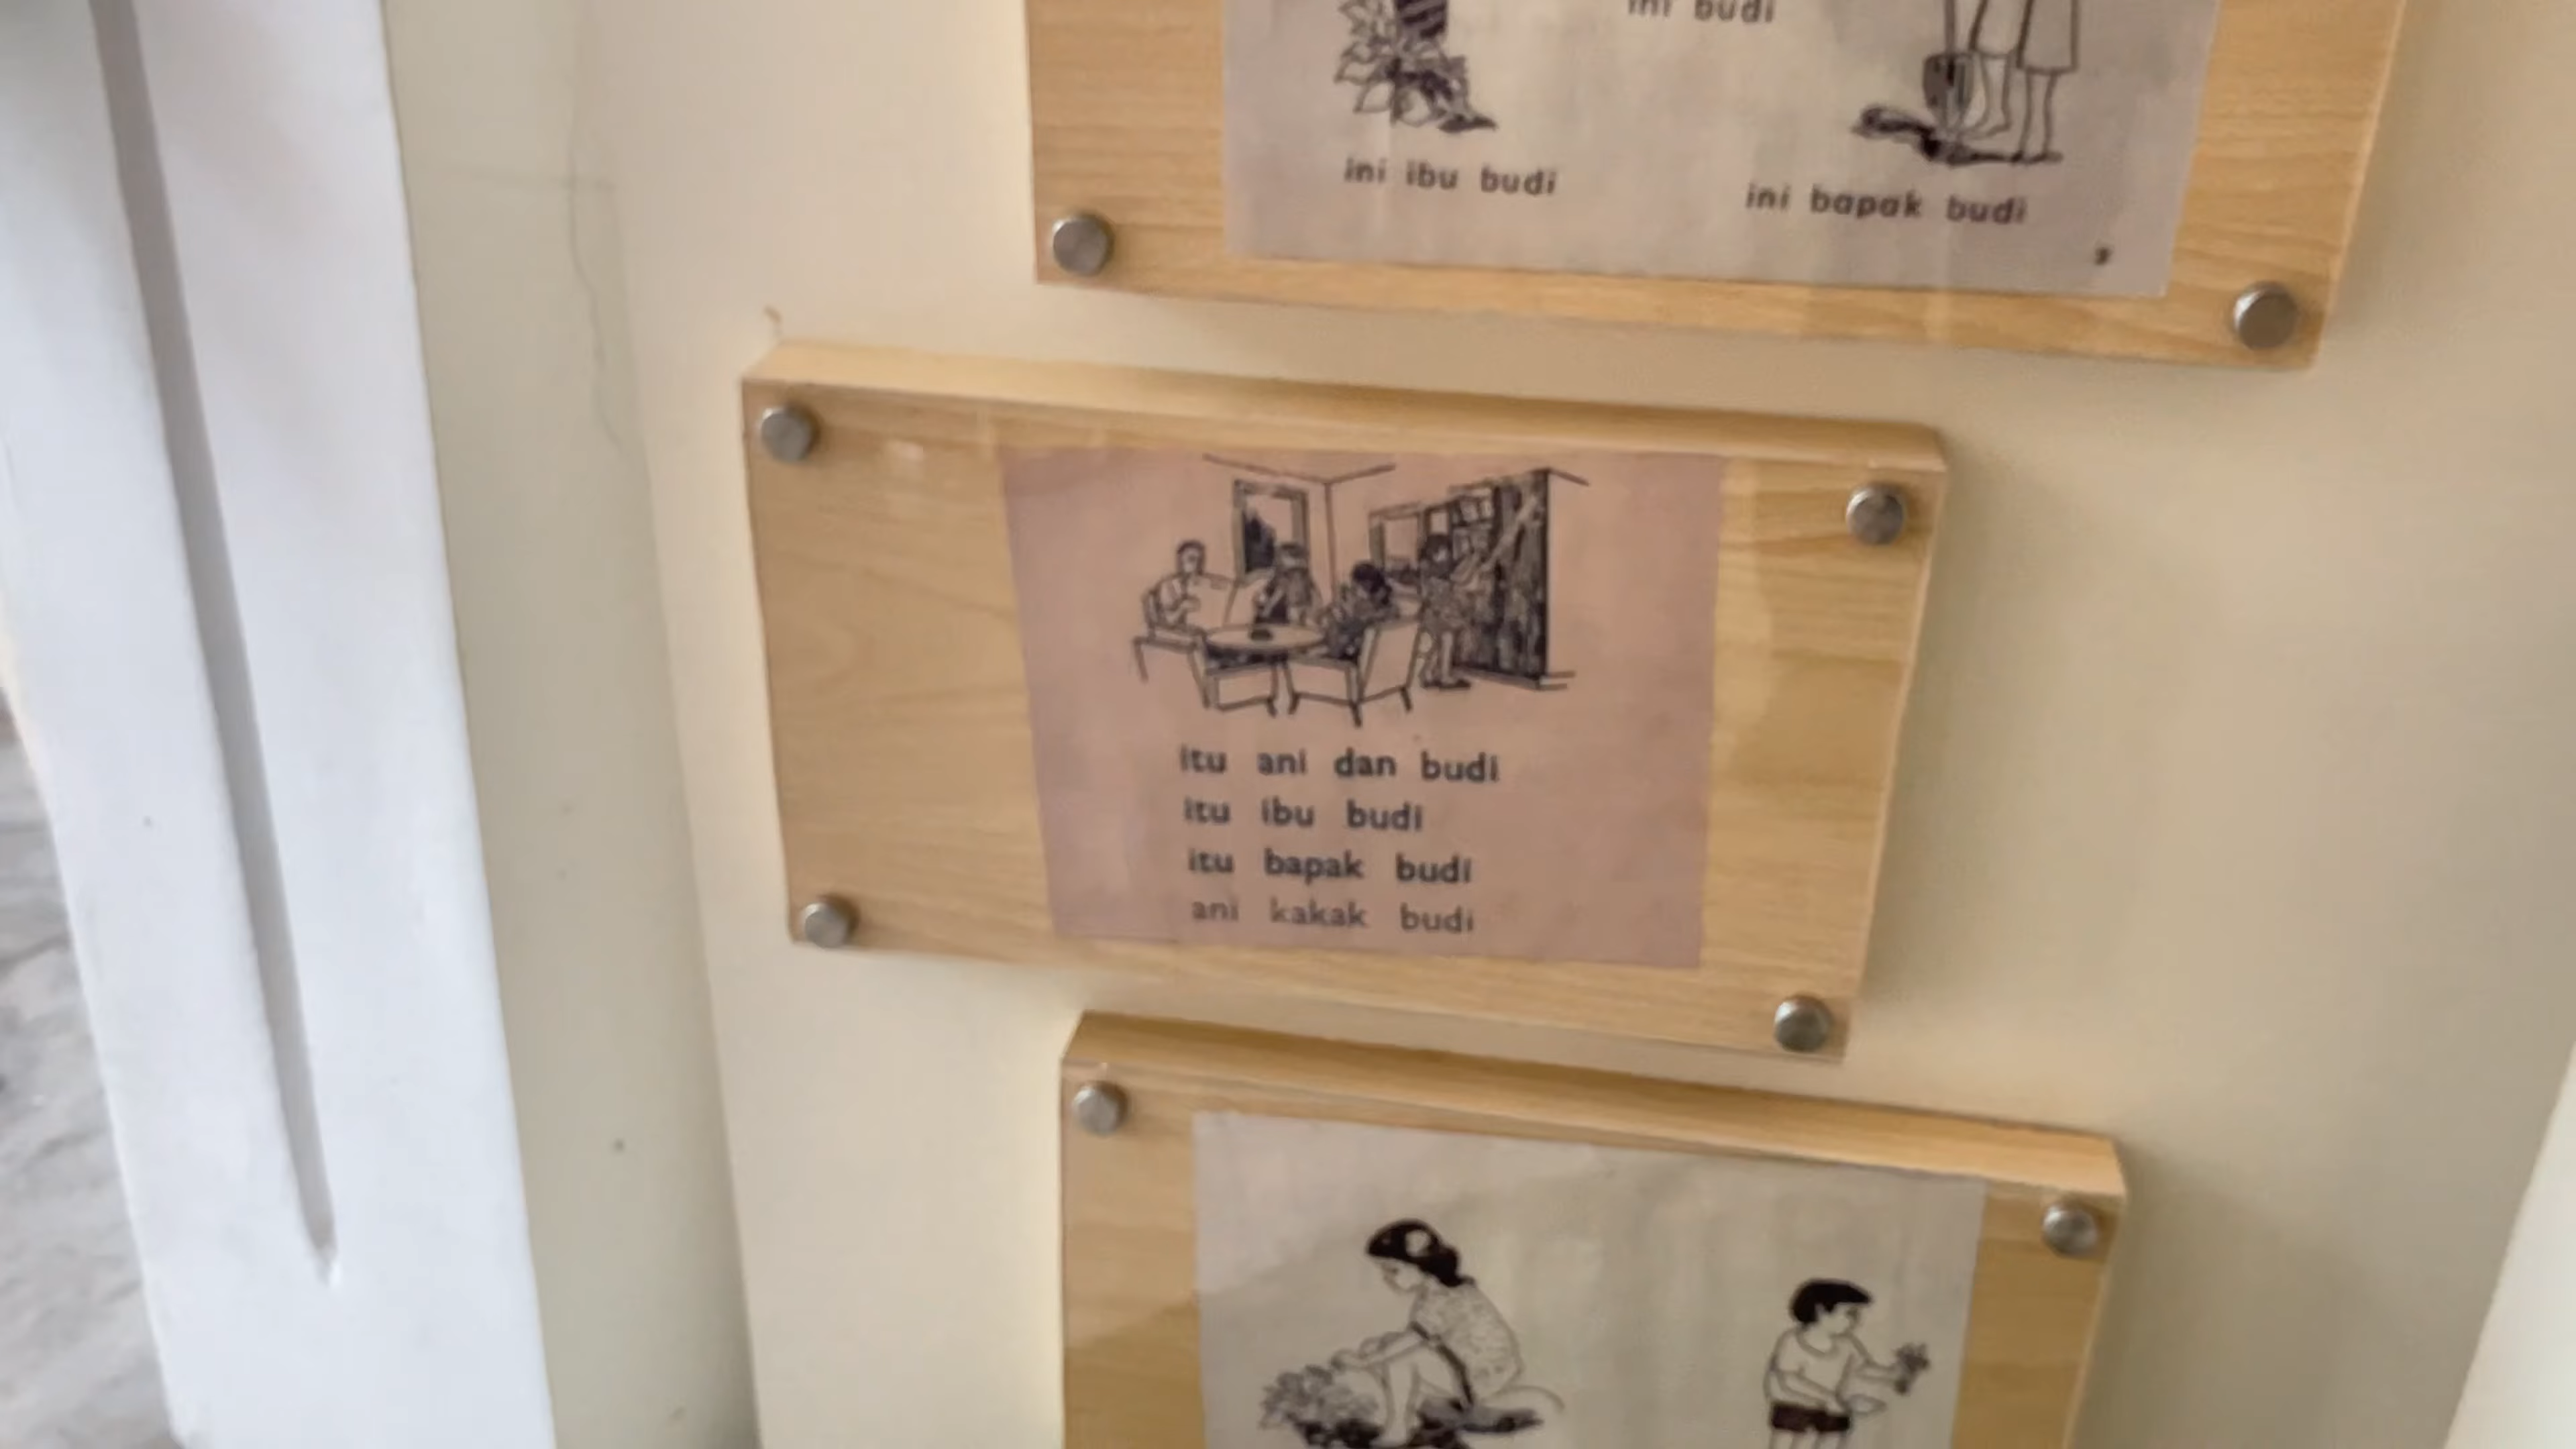 ini budi
ini ibu budi
ini bapak budi
itu ani dan budi
itu ibu budi
itu bapak budi
ani kakak budi